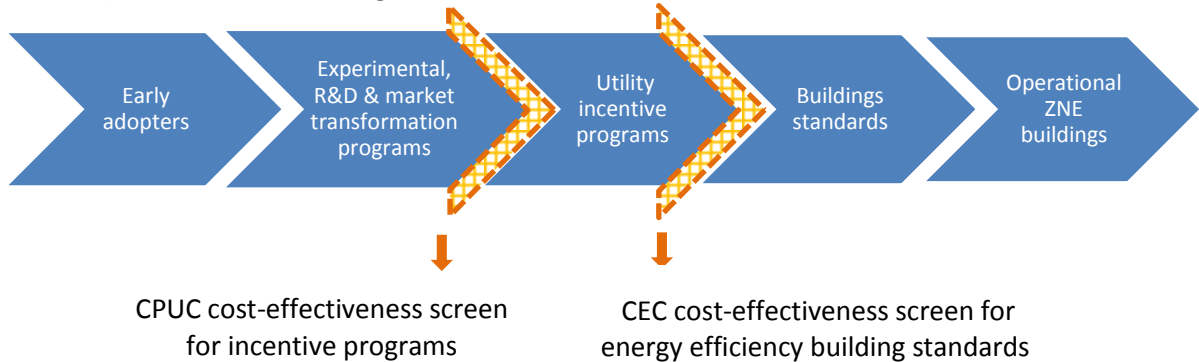 Early
adopters
Experimental,
R&D & market
transformation
programs
Utility
incentive
programs
Buildings
standards
Operational
ZNE
buildings
CPUC cost-effectiveness screen
for incentive programs
CEC cost-effectiveness screen for
energy efficiency building standards